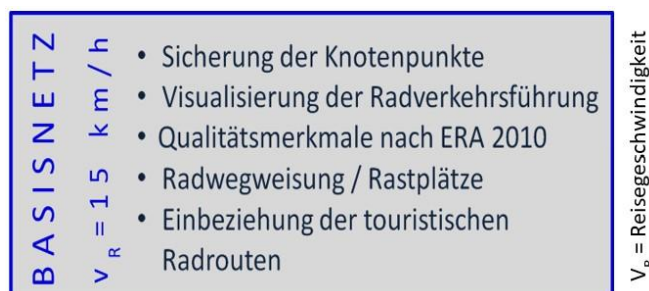 BASISNETZ
v_R = 15 km/h
• Sicherung der Knotenpunkte
• Visualisierung der Radverkehrsführung
• Qualitätsmerkmale nach ERA 2010
• Radwegweisung / Rastplätze
• Einbeziehung der touristischen
Radrouten
V_R = Reisegeschwindigkeit